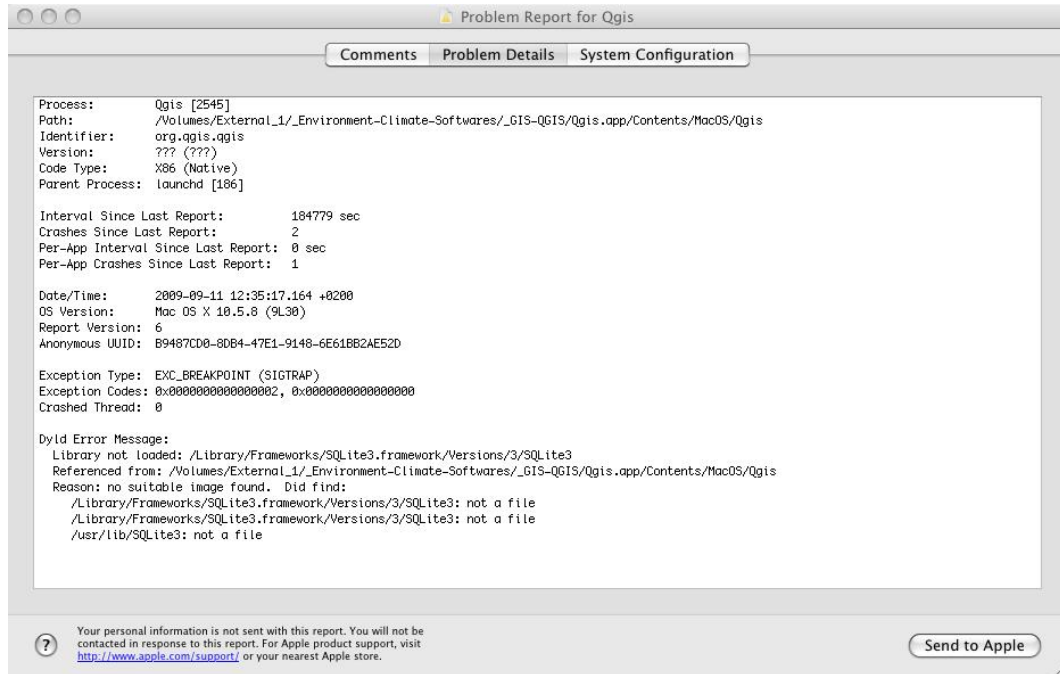 Problem Report for Qgis
Comments Problem Details System Configuration
Process: Qgis [2545]
Path: /Volumes/External_1/_Environment-Climate-Softwares/_GIS-QGIS/Qgis.app/Contents/MacOS/Qgis
Identifier: org.qgis.qgis
Version: ??? (???)
Code Type: X86 (Native)
Parent Process: launchd [186]
Interval Since Last Report: 184779 sec
Crashes Since Last Report: 2
Per-App Interval Since Last Report: 0 sec
Per-App Crashes Since Last Report: 1
Date/Time: 2009-09-11 12:35:17.164 +0200
OS Version: Mac OS X 10.5.8 (9L30)
Report Version: 6
Anonymous UUID: B9487CD0-8DB4-47E1-9148-6E61BB2AE52D
Exception Type: EXC_BREAKPOINT (SIGTRAP)
Exception Codes: 0x0000000000000002, 0x0000000000000000
Crashed Thread: 0
Dyld Error Message:
Library not loaded: /Library/Frameworks/SQLite3.framework/Versions/3/SQLite3
Referenced from: /Volumes/External_1/_Environment-Climate-Softwares/_GIS-QGIS/Qgis.app/Contents/MacOS/Qgis
Reason: no suitable image found. Did find:
/Library/Frameworks/SQLite3.framework/Versions/3/SQLite3: not a file
/Library/Frameworks/SQLite3.framework/Versions/3/SQLite3: not a file
/usr/lib/SQLite3: not a file
?
Your personal information is not sent with this report. You will not be
contacted in response to this report. For Apple product support, visit
http://www.apple.com/support/ or your nearest Apple store.
Send to Apple